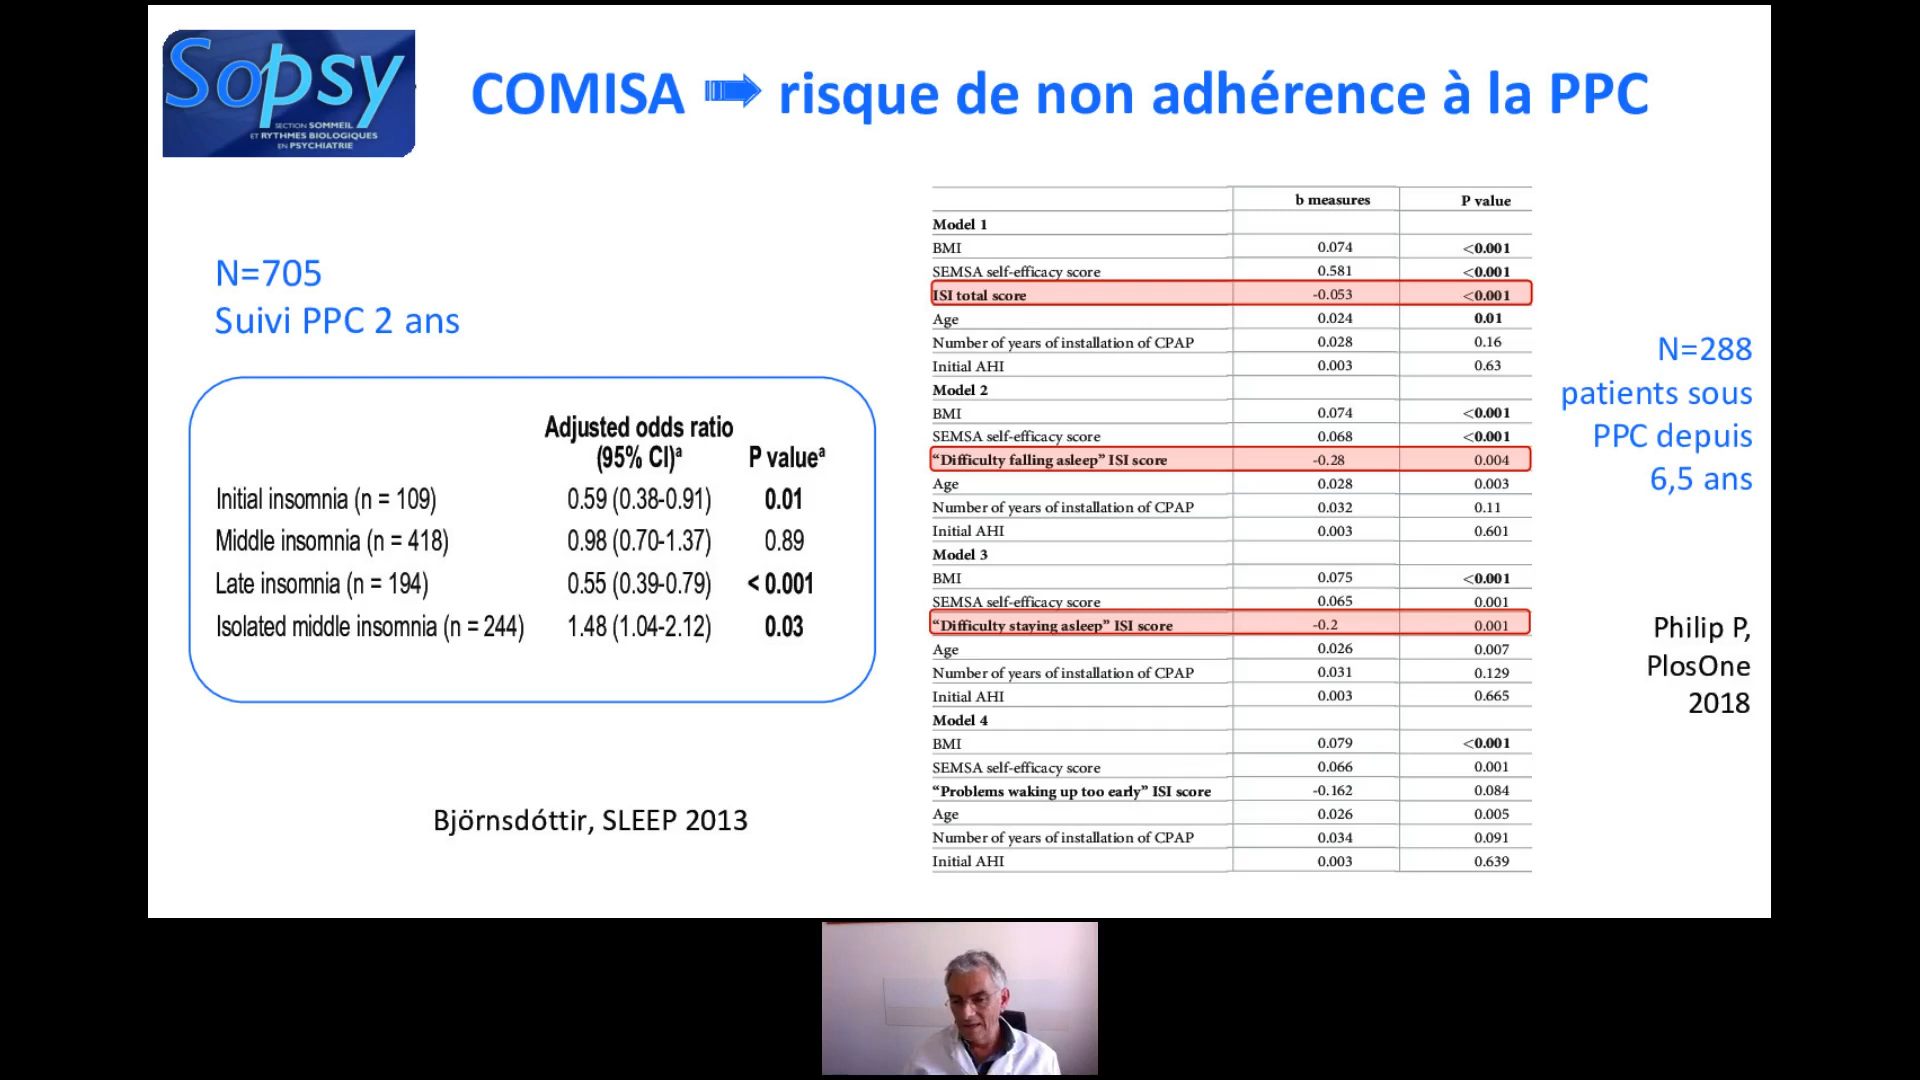 Sopsy
SECTION SOMMEIL
ET RYTHMES BIOLOGIQUES
EN PSYCHIATRIE
COMISA ➠ risque de non adhérence à la PPC
N=705
Suivi PPC 2 ans
Adjusted odds ratio
(95% CI)ᵃ P valueᵃ
Initial insomnia (n = 109) 0.59 (0.38-0.91) 0.01
Middle insomnia (n = 418) 0.98 (0.70-1.37) 0.89
Late insomnia (n = 194) 0.55 (0.39-0.79) < 0.001
Isolated middle insomnia (n = 244) 1.48 (1.04-2.12) 0.03
Björnsdóttir, SLEEP 2013
b measures P value
Model 1
BMI 0.074 <0.001
SEMSA self-efficacy score 0.581 <0.001
ISI total score -0.053 <0.001
Age 0.024 0.01
Number of years of installation of CPAP 0.028 0.16
Initial AHI 0.003 0.63
Model 2
BMI 0.074 <0.001
SEMSA self-efficacy score 0.068 <0.001
“Difficulty falling asleep” ISI score -0.28 0.004
Age 0.028 0.003
Number of years of installation of CPAP 0.032 0.11
Initial AHI 0.003 0.601
Model 3
BMI 0.075 <0.001
SEMSA self-efficacy score 0.065 0.001
“Difficulty staying asleep” ISI score -0.2 0.001
Age 0.026 0.007
Number of years of installation of CPAP 0.031 0.129
Initial AHI 0.003 0.665
Model 4
BMI 0.079 <0.001
SEMSA self-efficacy score 0.066 0.001
“Problems waking up too early” ISI score -0.162 0.084
Age 0.026 0.005
Number of years of installation of CPAP 0.034 0.091
Initial AHI 0.003 0.639
N=288
patients sous
PPC depuis
6,5 ans
Philip P,
PlosOne
2018